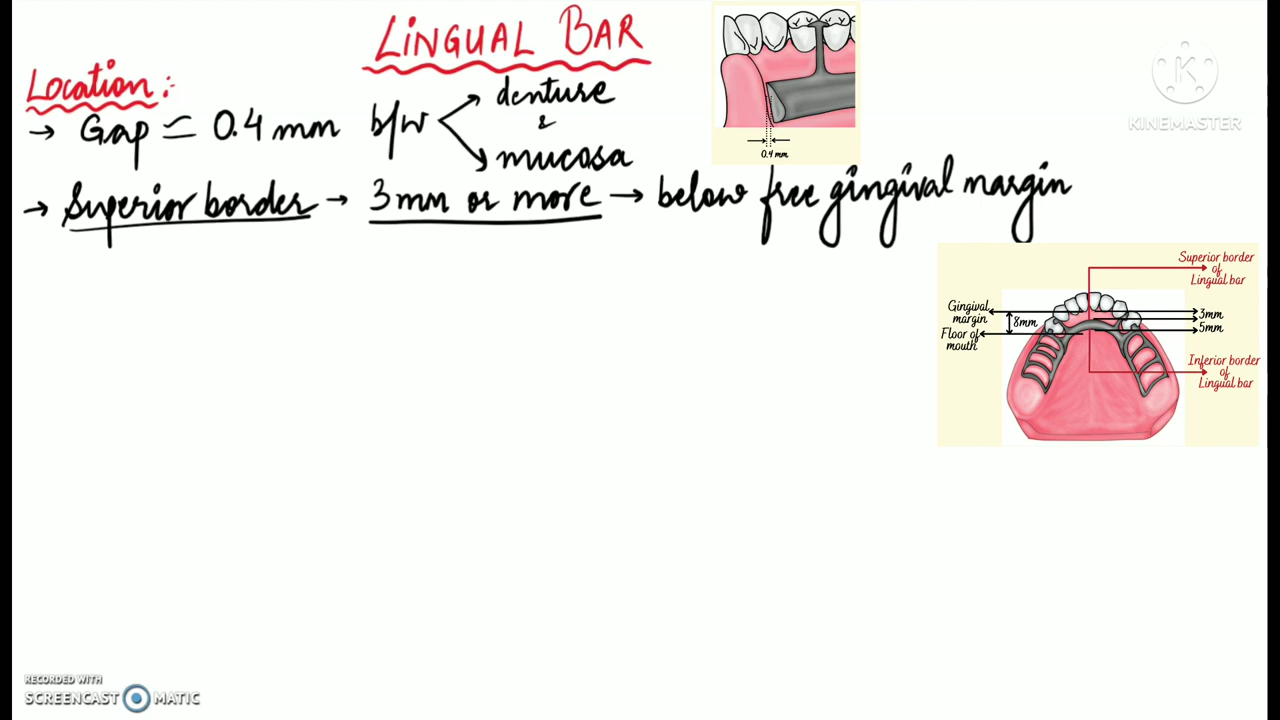 LINGUAL BAR
Location :-
→ Gap ≃ 0.4 mm b/w denture & mucosa
0.4 mm
KINEMASTER
→ Superior border → 3mm or more → below free gingival margin
Superior border
of
Lingual bar
Gingival
margin
8mm
3mm
5mm
Floor of
mouth
Inferior border
of
Lingual bar
RECORDED WITH
SCREENCAST MATIC